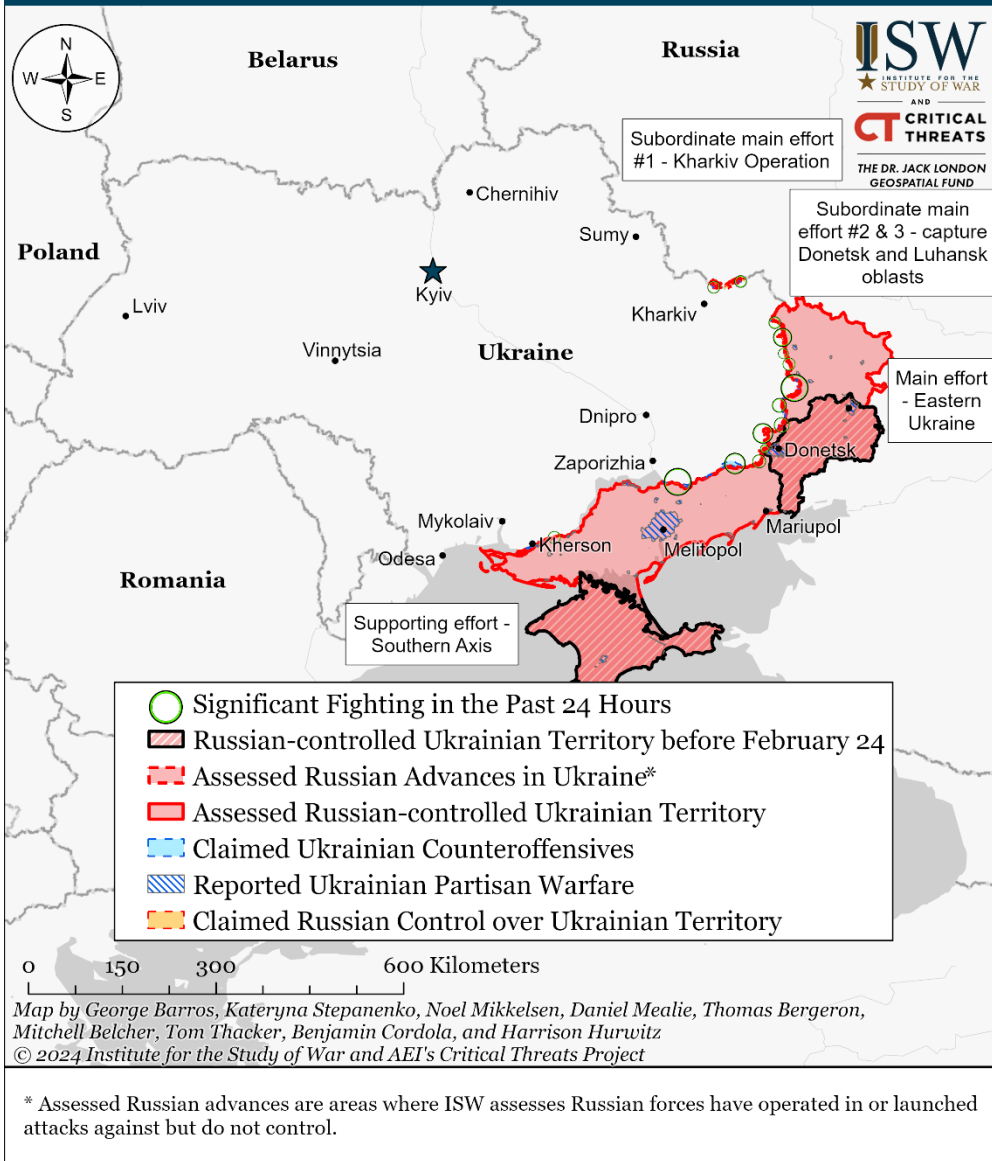 N
W
E
S
Belarus
Russia
ISW
INSTITUTE FOR THE
STUDY OF WAR
AND
CT CRITICAL
THREATS
THE DR. JACK LONDON
GEOSPATIAL FUND
Subordinate main effort
#1 - Kharkiv Operation
Subordinate main
effort #2 & 3 - capture
Donetsk and Luhansk
oblasts
Chernihiv
Sumy
Poland
Kyiv
Lviv
Kharkiv
Vinnytsia
Ukraine
Main effort
- Eastern
Ukraine
Dnipro
Donetsk
Zaporizhia
Mykolaiv
Mariupol
Kherson
Melitopol
Odesa
Romania
Supporting effort -
Southern Axis
Significant Fighting in the Past 24 Hours
Russian-controlled Ukrainian Territory before February 24
Assessed Russian Advances in Ukraine*
Assessed Russian-controlled Ukrainian Territory
Claimed Ukrainian Counteroffensives
Reported Ukrainian Partisan Warfare
Claimed Russian Control over Ukrainian Territory
0 150 300 600 Kilometers
Map by George Barros, Kateryna Stepanenko, Noel Mikkelsen, Daniel Mealie, Thomas Bergeron,
Mitchell Belcher, Tom Thacker, Benjamin Cordola, and Harrison Hurwitz
© 2024 Institute for the Study of War and AEI's Critical Threats Project
* Assessed Russian advances are areas where ISW assesses Russian forces have operated in or launched
attacks against but do not control.